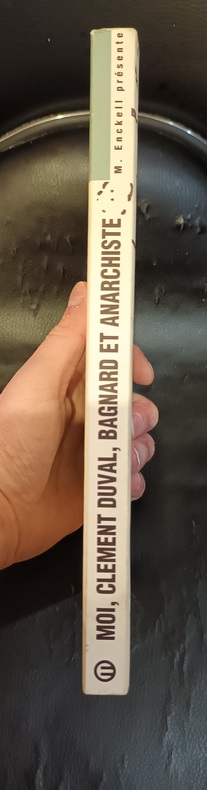 M. Enckell présente
MOI, CLEMENT DUVAL, BAGNARD ET ANARCHISTE